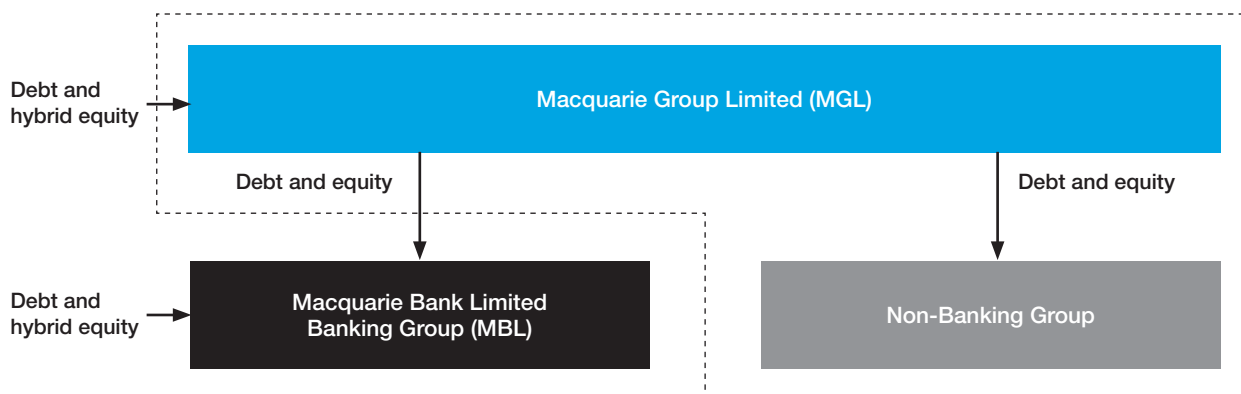 Debt and
hybrid equity
Macquarie Group Limited (MGL)
Debt and equity
Debt and equity
Debt and
hybrid equity
Macquarie Bank Limited
Banking Group (MBL)
Non-Banking Group